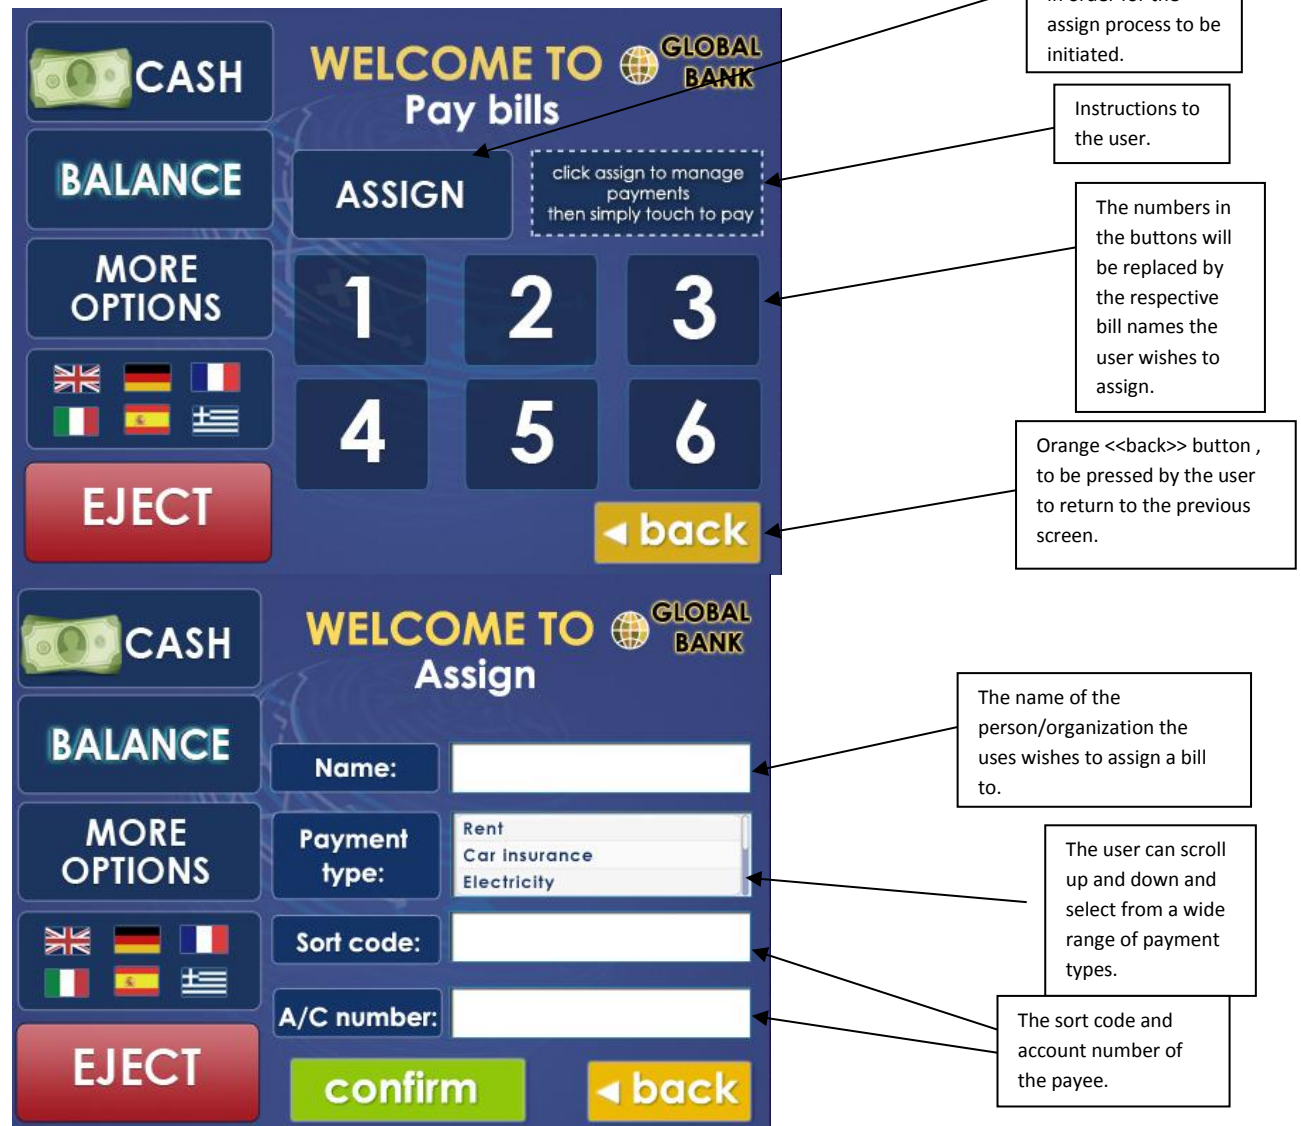 in order for the
assign process to be
initiated.
CASH
WELCOME TO
GLOBAL
BANK
Pay bills
Instructions to
the user.
BALANCE
ASSIGN
click assign to manage
payments
then simply touch to pay
The numbers in
the buttons will
be replaced by
the respective
bill names the
user wishes to
assign.
MORE
OPTIONS
1
2
3
4
5
6
Orange <<back>> button ,
to be pressed by the user
to return to the previous
screen.
EJECT
back
CASH
WELCOME TO
GLOBAL
BANK
Assign
The name of the
person/organization the
uses wishes to assign a bill
to.
BALANCE
Name:
MORE
OPTIONS
Payment
type:
Rent
Car insurance
Electricity
The user can scroll
up and down and
select from a wide
range of payment
types.
Sort code:
A/C number:
The sort code and
account number of
the payee.
EJECT
confirm
back